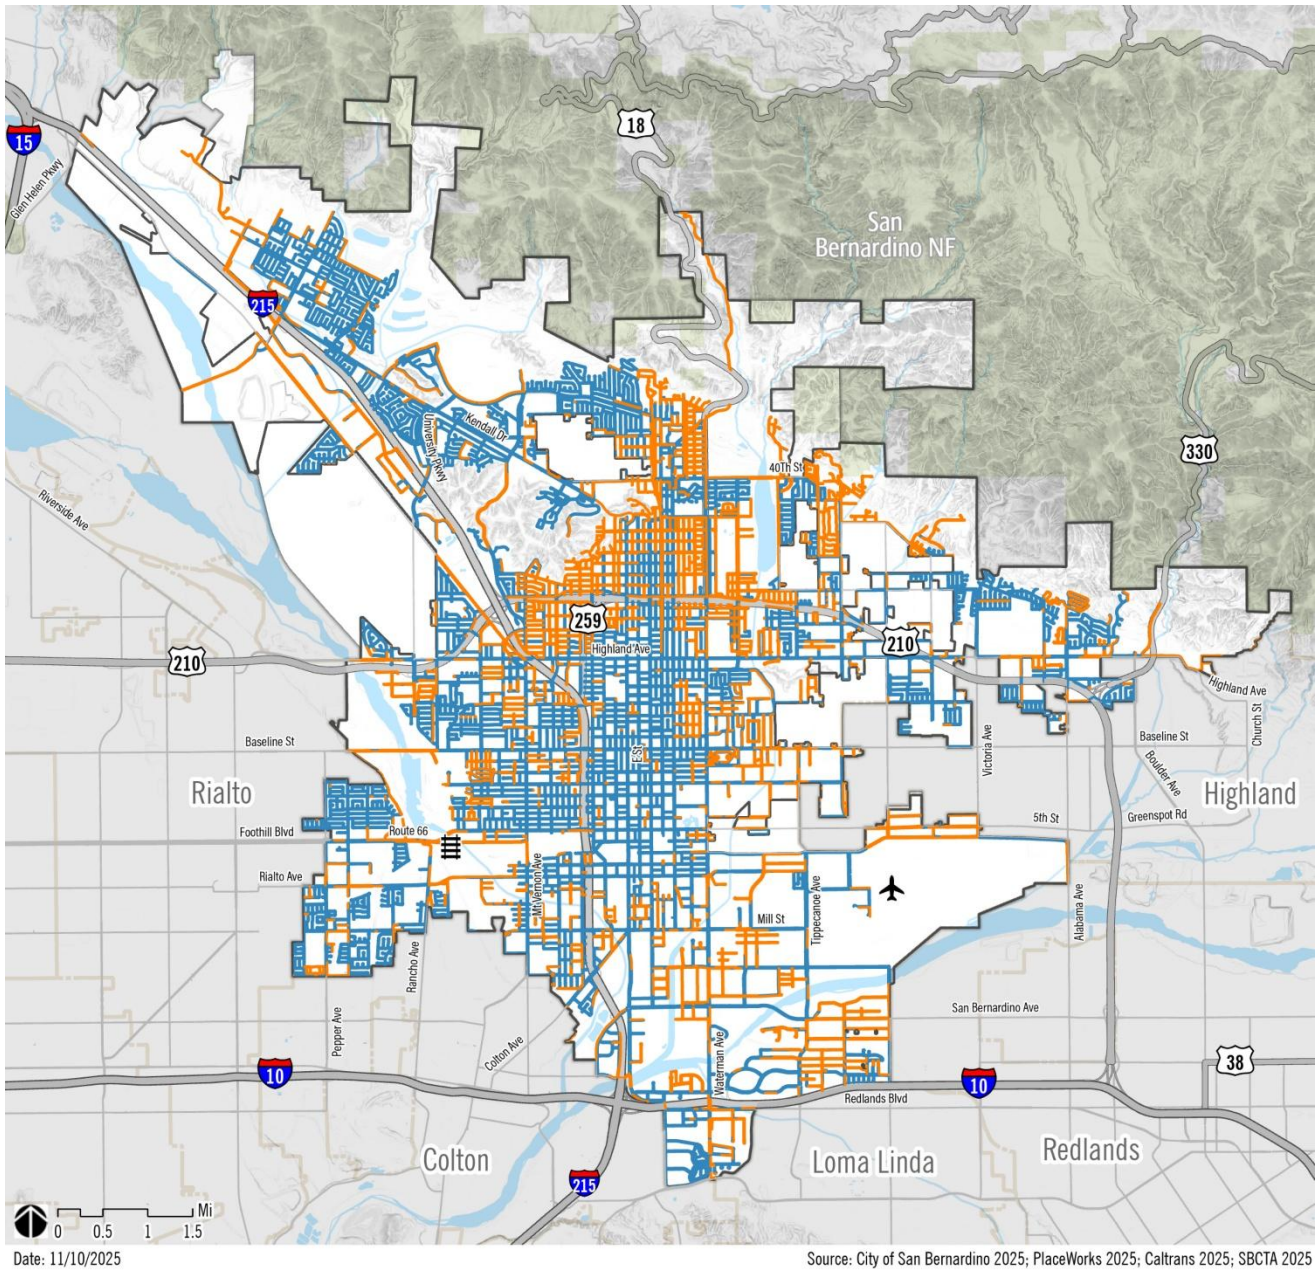 18
15
Glen Helen Pkwy
San
Bernardino NF
215
Kendall Dr
University Pkwy
330
40Th St
Riverside Ave
259
210
Highland Ave
210
Highland Ave
Church St
Baseline St
E St
Victoria Ave
Baseline St
Boulder Ave
Rialto
Highland
Foothill Blvd
Route 66
5th St
Greenspot Rd
Rialto Ave
Mt Vernon Ave
Mill St
Tippecanoe Ave
Alabama Ave
Rancho Ave
Pepper Ave
San Bernardino Ave
Colton Ave
Waterman Ave
38
10
10
Redlands Blvd
Colton
Loma Linda
Redlands
215
Mi
0 0.5 1 1.5
Date: 11/10/2025
Source: City of San Bernardino 2025; PlaceWorks 2025; Caltrans 2025; SBCTA 2025